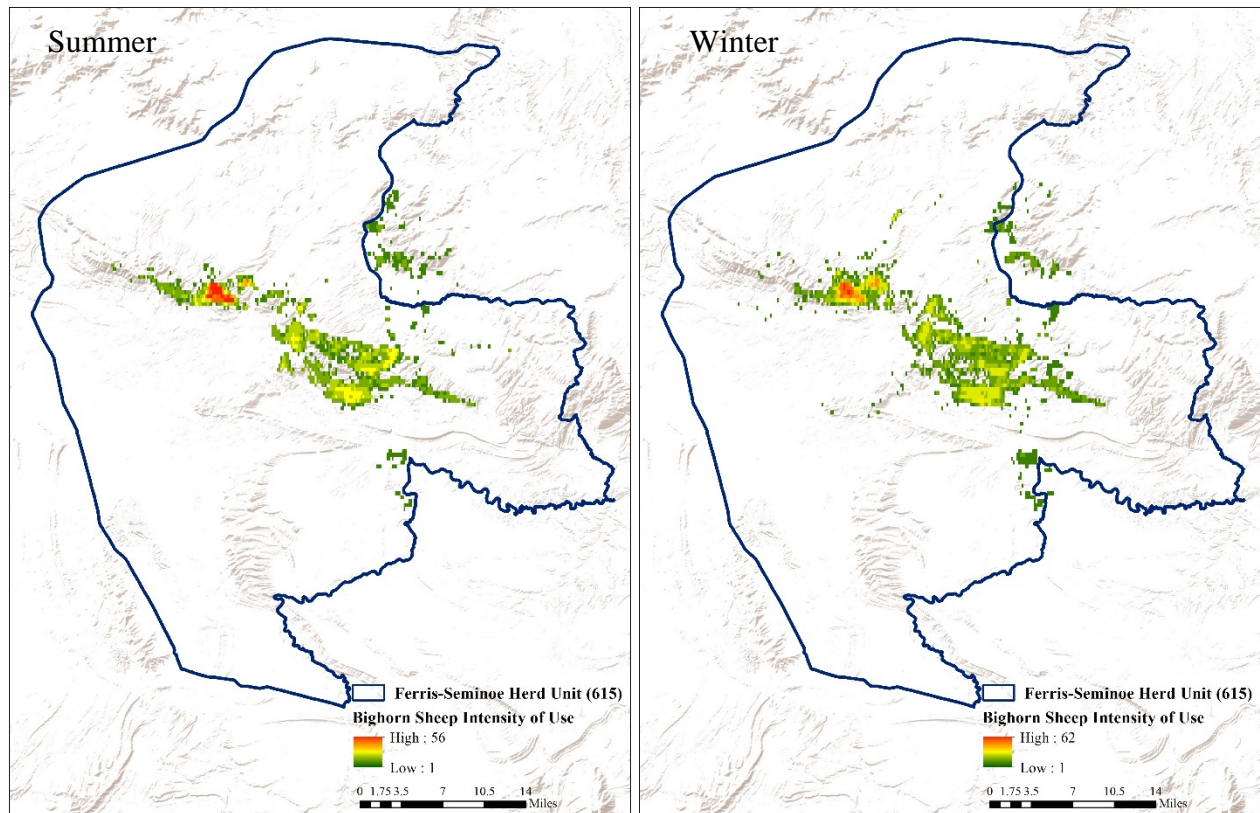 Summer
Ferris-Seminoe Herd Unit (615)
Bighorn Sheep Intensity of Use
High : 56
Low : 1
0 1.75 3.5 7 10.5 14
Miles
Winter
Ferris-Seminoe Herd Unit (615)
Bighorn Sheep Intensity of Use
High : 62
Low : 1
0 1.75 3.5 7 10.5 14
Miles